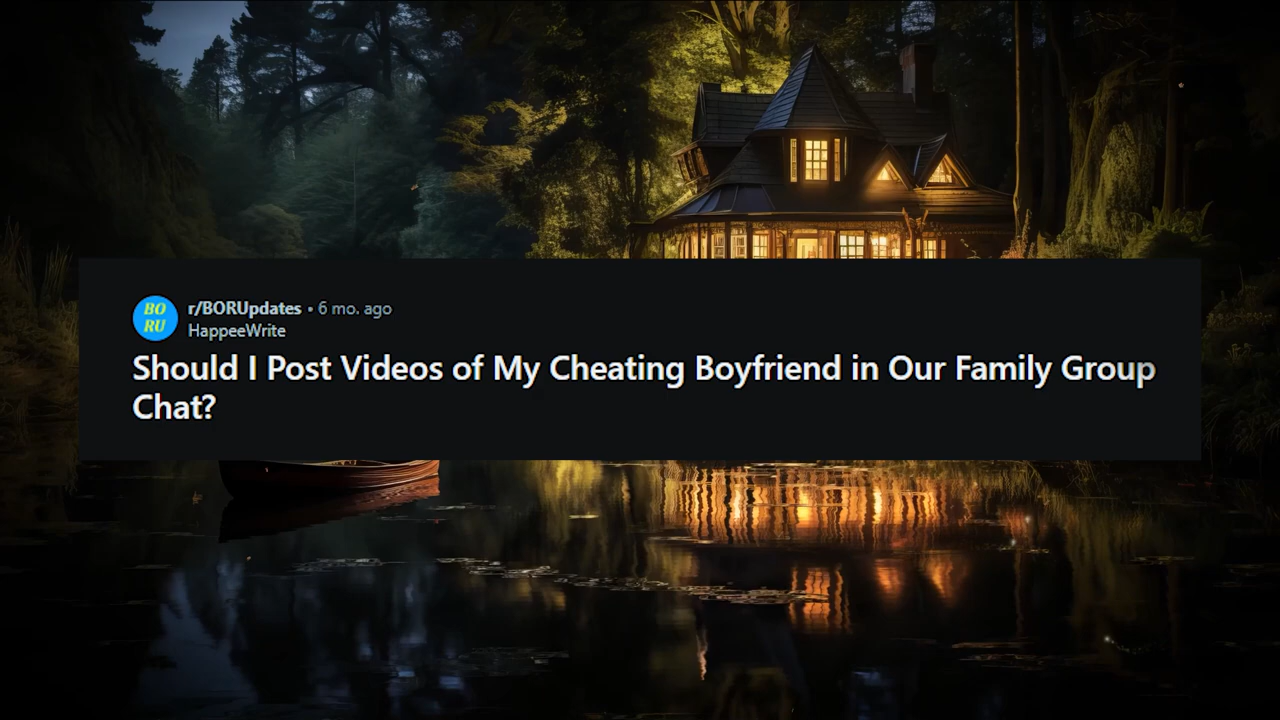 BO
RU
r/BORUpdates • 6 mo. ago
HappeeWrite
Should I Post Videos of My Cheating Boyfriend in Our Family Group
Chat?